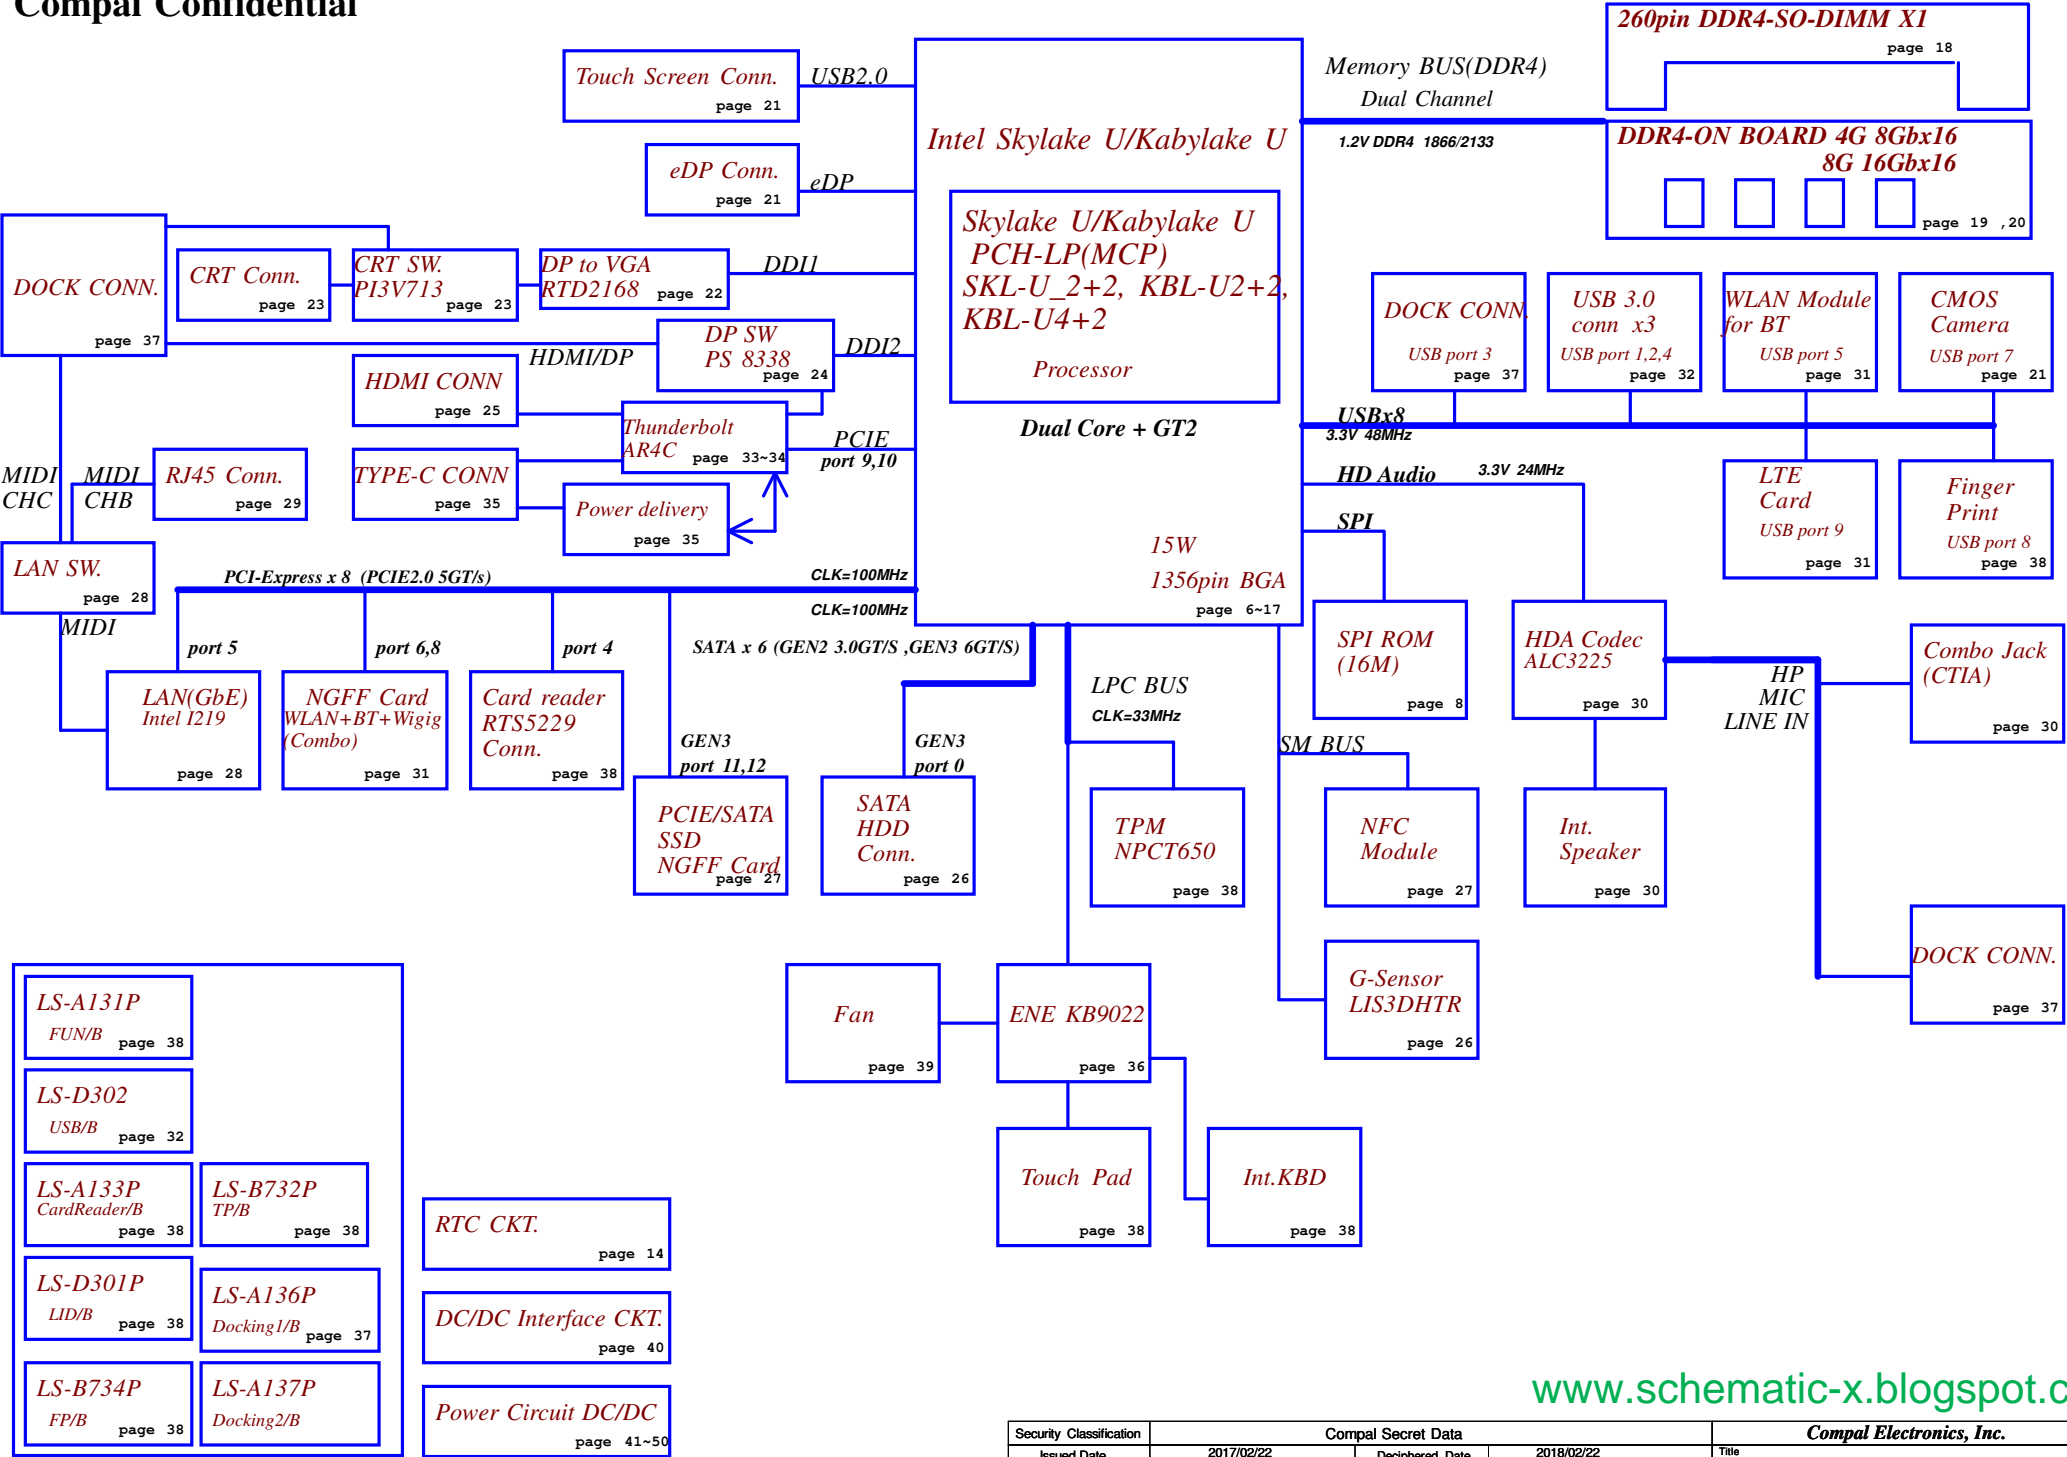 Compal Confidential
260pin DDR4-SO-DIMM X1
page 18
Touch Screen Conn.
page 21
USB2.0
Memory BUS(DDR4)
Dual Channel
1.2V DDR4 1866/2133
DDR4-ON BOARD 4G 8Gbx16
8G 16Gbx16
page 19 ,20
Intel Skylake U/Kabylake U
eDP Conn.
page 21
eDP
Skylake U/Kabylake U
PCH-LP(MCP)
SKL-U_2+2, KBL-U2+2,
KBL-U4+2
Processor
Dual Core + GT2
15W
1356pin BGA
page 6~17
DOCK CONN.
page 37
CRT Conn.
page 23
CRT SW.
PI3V713
page 23
DP to VGA
RTD2168
page 22
DDI1
DP SW
PS 8338
page 24
DDI2
HDMI/DP
HDMI CONN
page 25
Thunderbolt
AR4C
page 33~34
PCIE
port 9,10
TYPE-C CONN
page 35
Power delivery
page 35
MIDI
CHC
MIDI
CHB
RJ45 Conn.
page 29
LAN SW.
page 28
MIDI
DOCK CONN.
USB port 3
page 37
USB 3.0
conn x3
USB port 1,2,4
page 32
WLAN Module
for BT
USB port 5
page 31
CMOS
Camera
USB port 7
page 21
USBx8
3.3V 48MHz
HD Audio
3.3V 24MHz
SPI
LTE
Card
USB port 9
page 31
Finger
Print
USB port 8
page 38
PCI-Express x 8 (PCIE2.0 5GT/s)
CLK=100MHz
CLK=100MHz
port 5
port 6,8
port 4
SATA x 6 (GEN2 3.0GT/S ,GEN3 6GT/S)
LAN(GbE)
Intel I219
page 28
NGFF Card
WLAN+BT+Wigig
(Combo)
page 31
Card reader
RTS5229
Conn.
page 38
GEN3
port 11,12
GEN3
port 0
LPC BUS
CLK=33MHz
SM BUS
SPI ROM
(16M)
page 8
HDA Codec
ALC3225
page 30
HP
MIC
LINE IN
Combo Jack
(CTIA)
page 30
PCIE/SATA
SSD
NGFF Card
page 27
SATA
HDD
Conn.
page 26
TPM
NPCT650
page 38
NFC
Module
page 27
Int.
Speaker
page 30
DOCK CONN.
page 37
Fan
page 39
ENE KB9022
page 36
G-Sensor
LIS3DHTR
page 26
Touch Pad
page 38
Int.KBD
page 38
LS-A131P
FUN/B
page 38
LS-D302
USB/B
page 32
LS-A133P
CardReader/B
page 38
LS-B732P
TP/B
page 38
LS-D301P
LID/B
page 38
LS-A136P
Docking1/B
page 37
LS-B734P
FP/B
page 38
LS-A137P
Docking2/B
RTC CKT.
page 14
DC/DC Interface CKT.
page 40
Power Circuit DC/DC
page 41~50
www.schematic-x.blogspot.c
Security Classification
Compal Secret Data
Compal Electronics, Inc.
Issued Date
2017/02/22
Deciphered Date
2018/02/22
Title